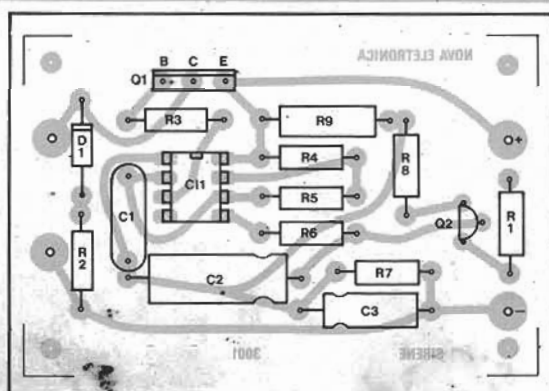 NOVA ELETRONICA
B C E
Q1
R3
R9
+
D1
R4
R8
CI1
R5
C1
R6
Q2
R1
R2
C2
R7
C3
–
3001
SIRENE